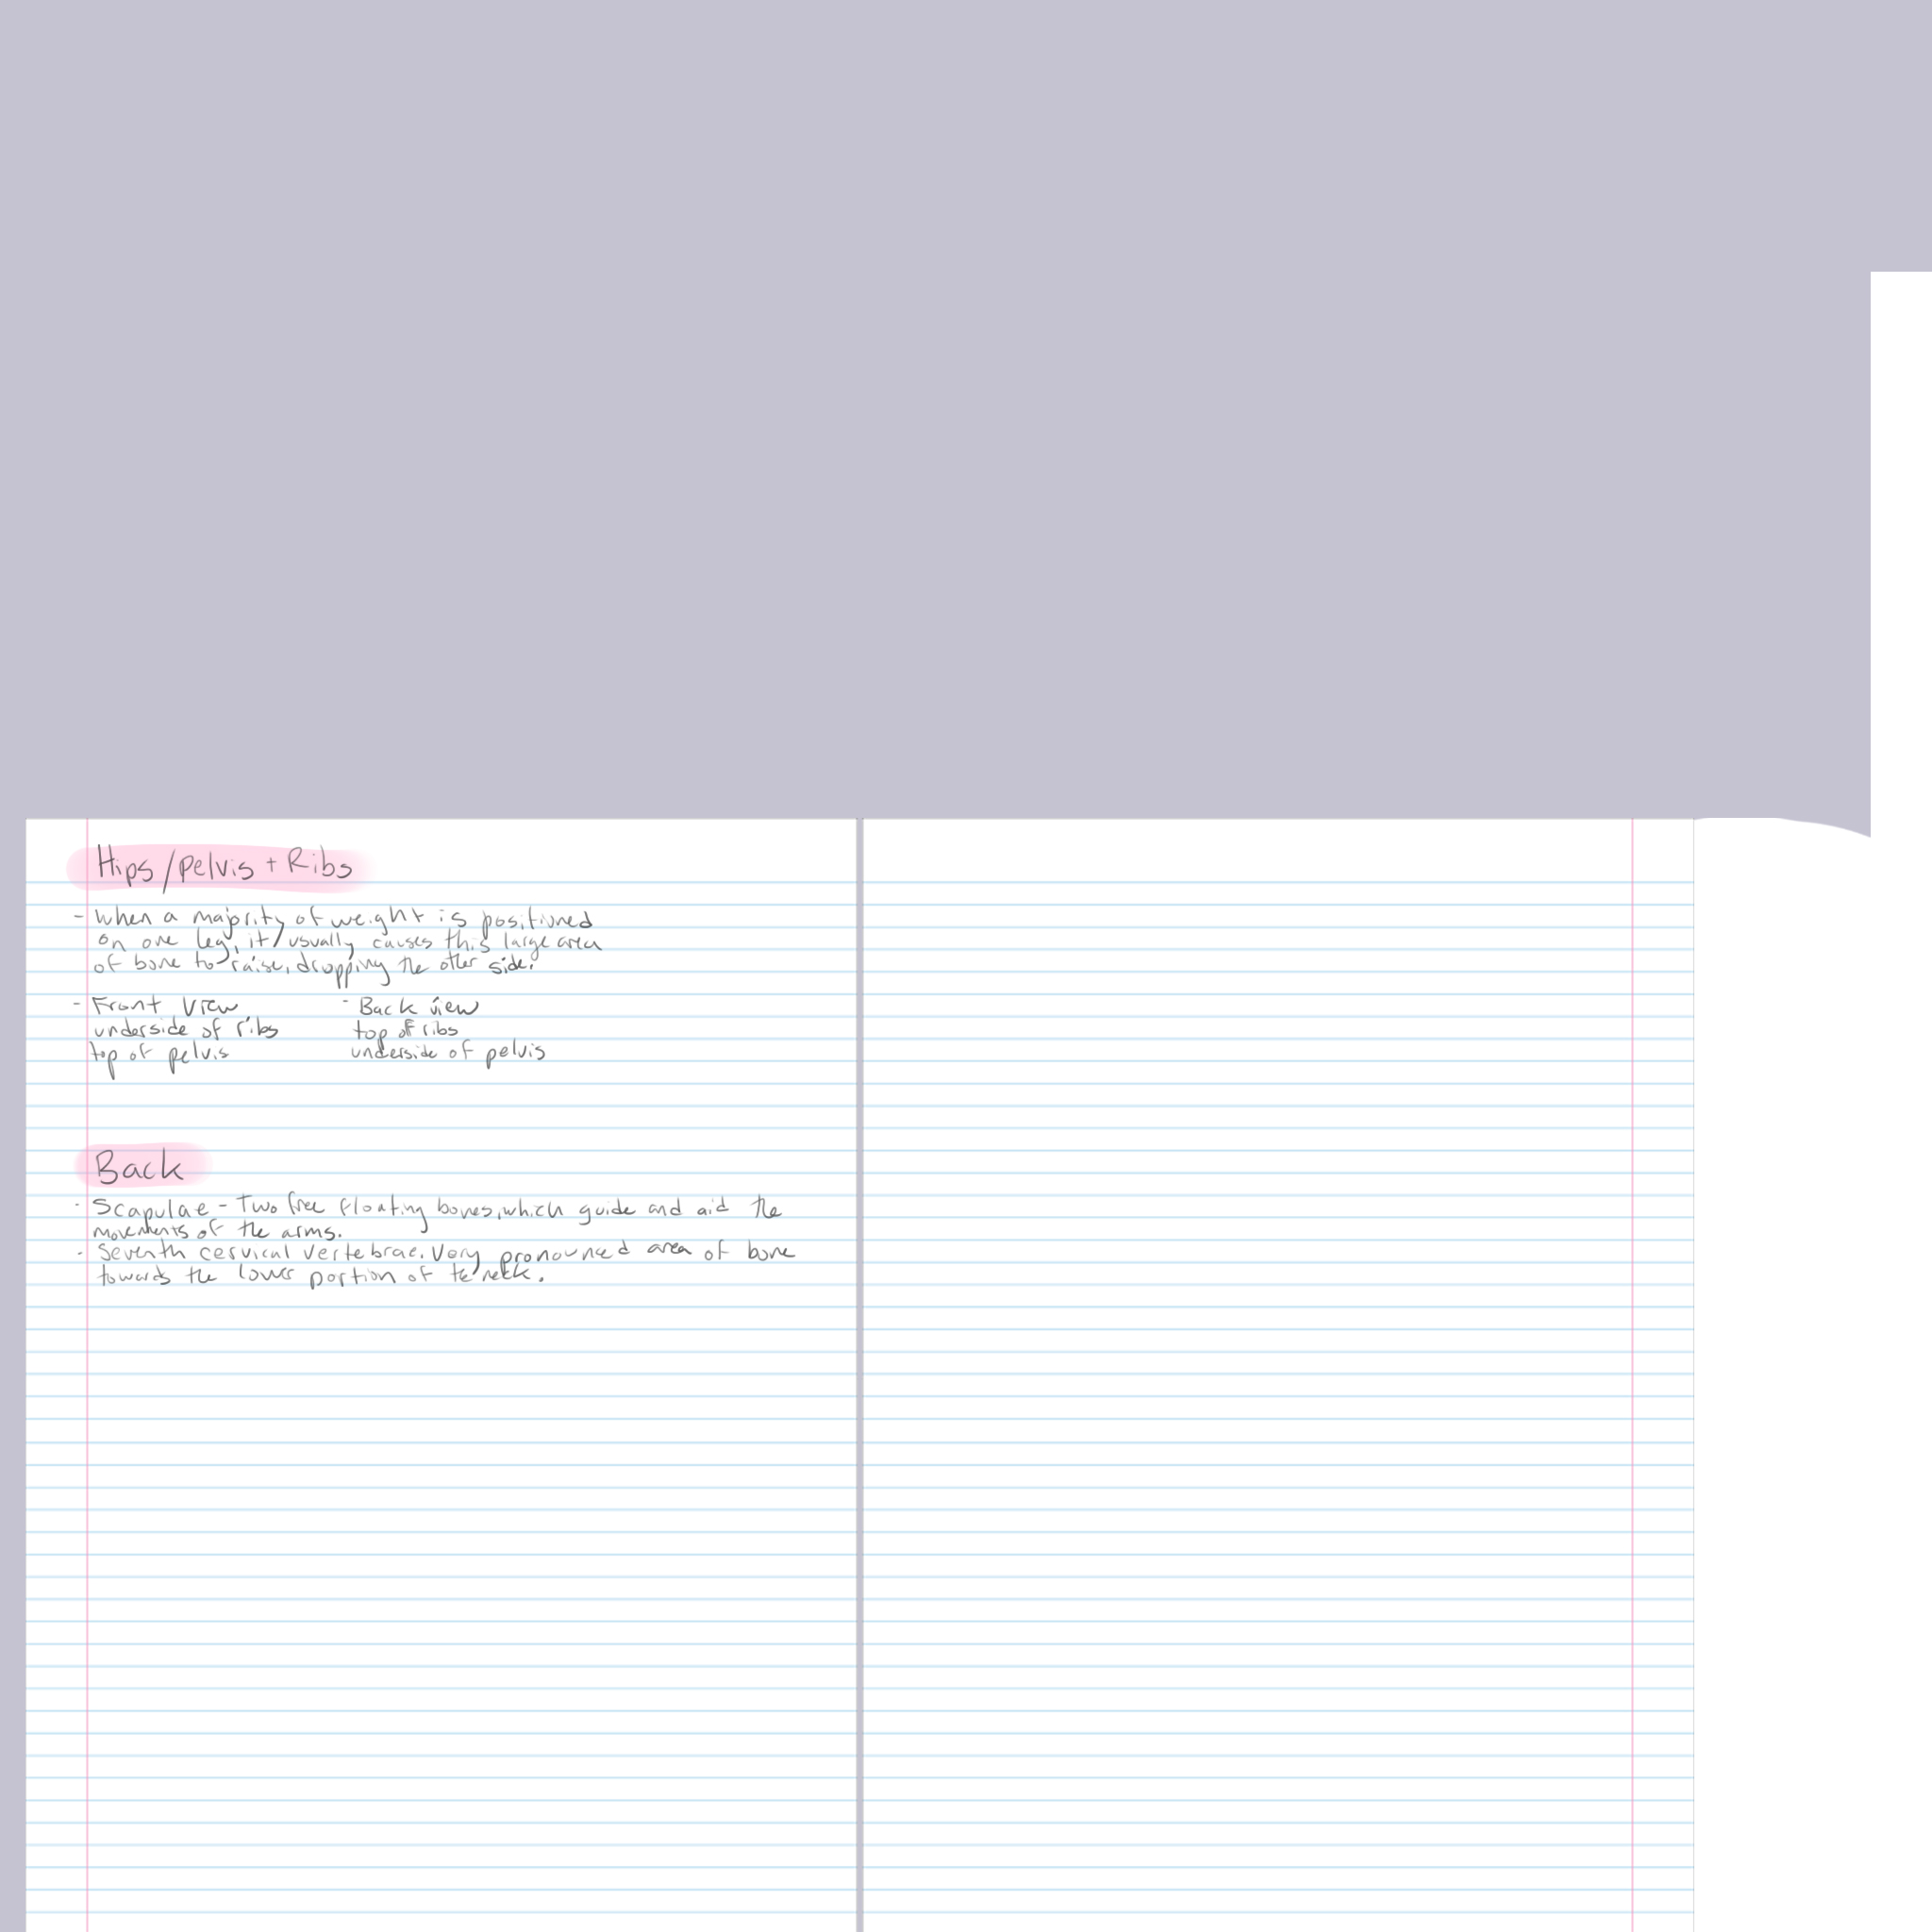 Hips/pelvis + Ribs
- When a majority of weight is positioned
on one leg, it usually causes this large area
of bone to raise, dropping the other side.
- Front view
underside of ribs
top of pelvis
- Back view
top of ribs
underside of pelvis
Back
- Scapulae - Two free floating bones, which guide and aid the
movements of the arms.
- Seventh cervical vertebrae. Very pronounced area of bone
towards the lower portion of the neck.